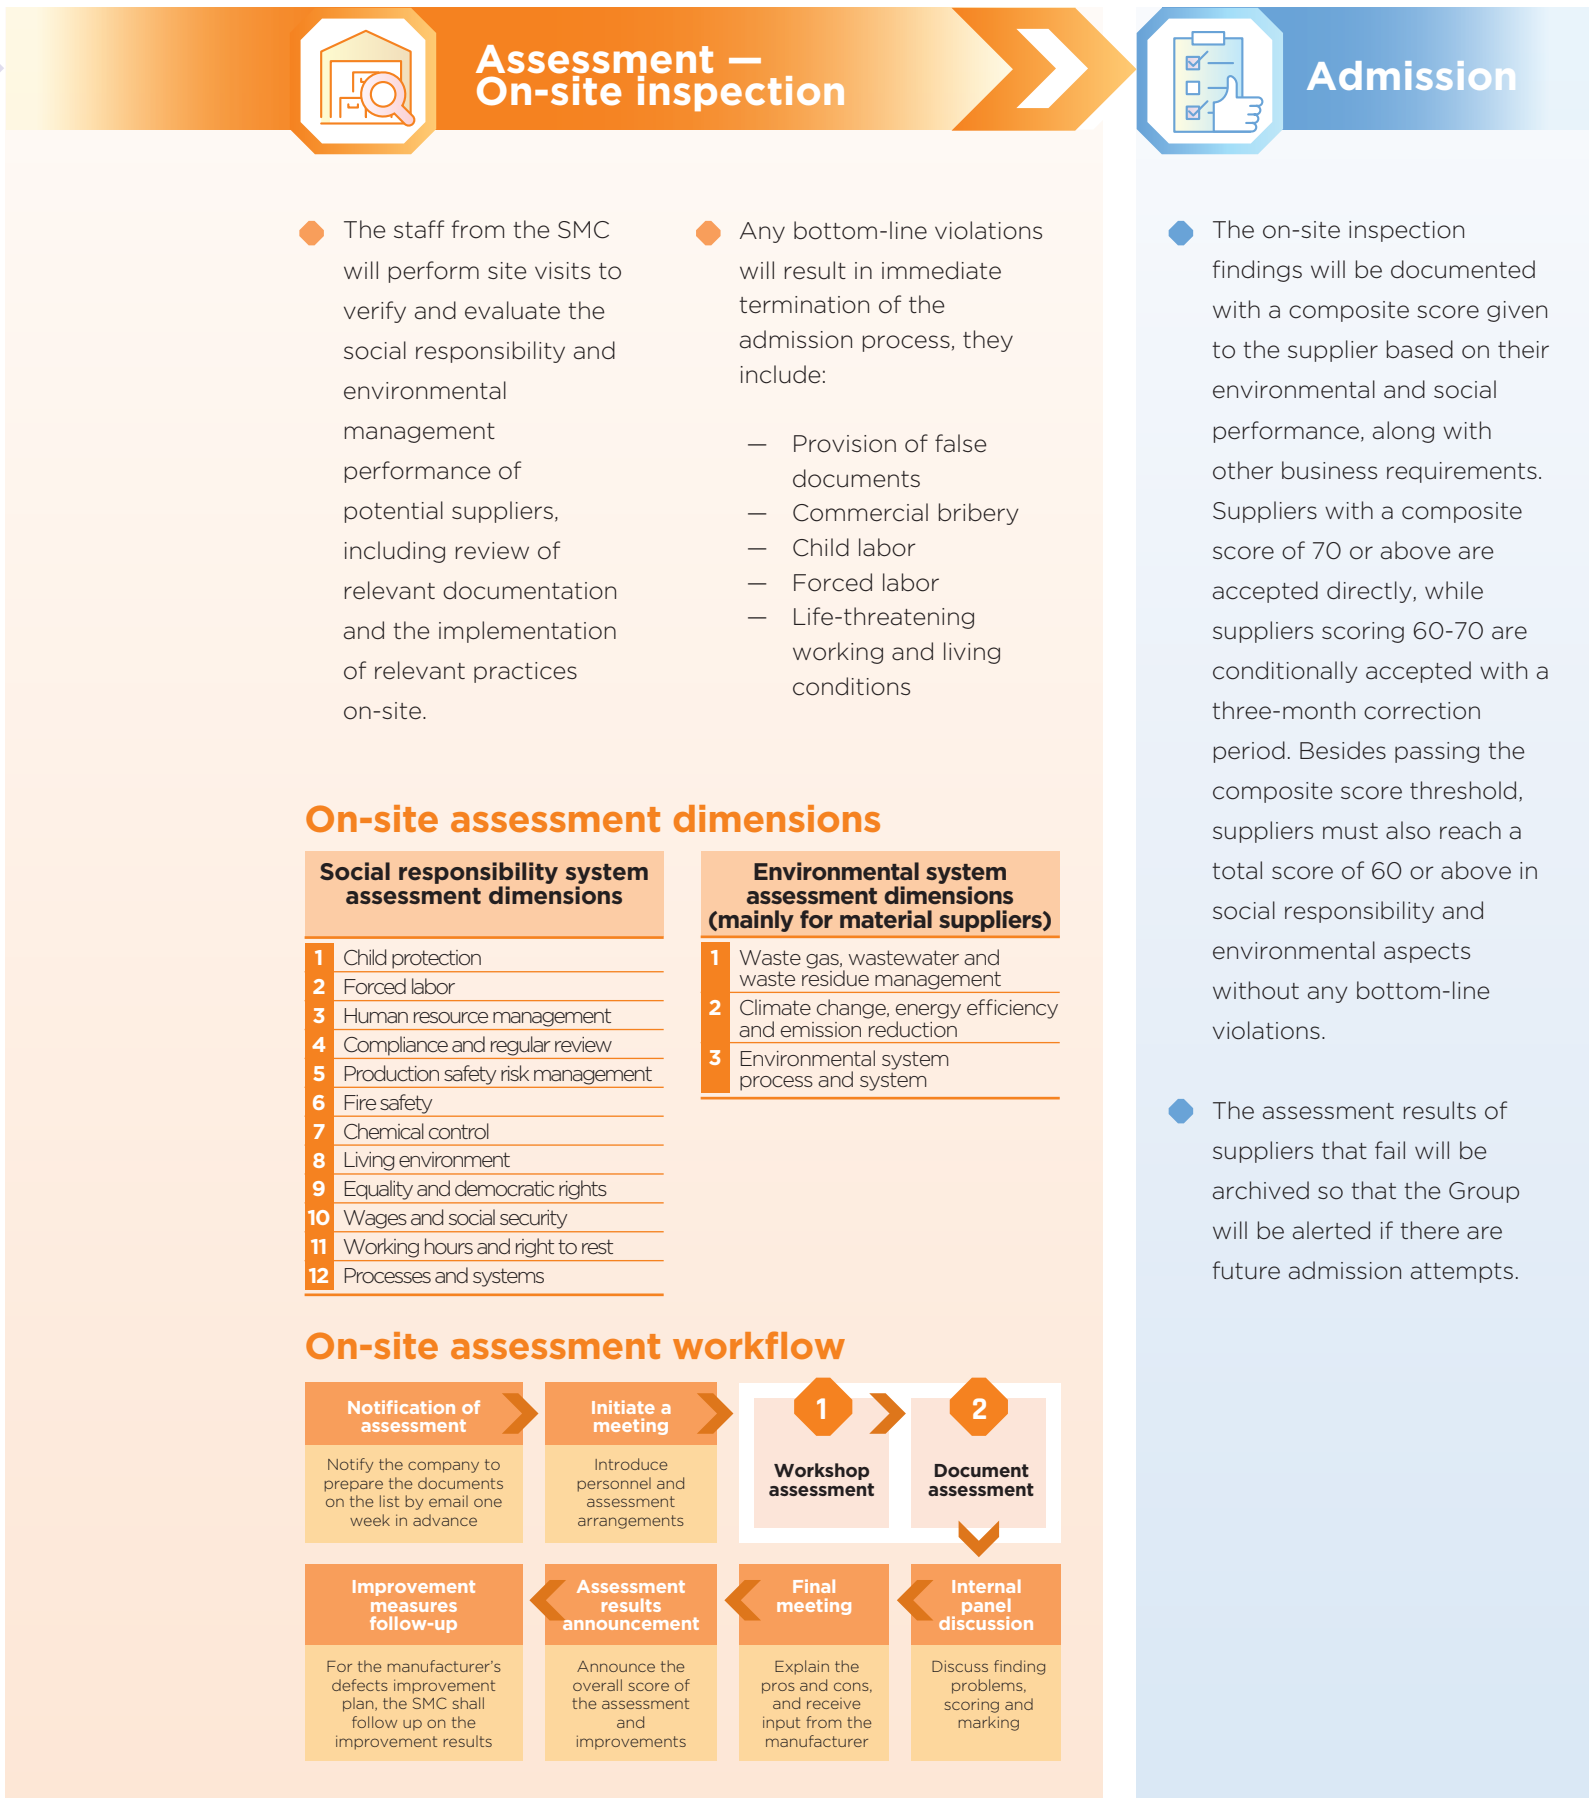 Assessment —
On-site inspection
The staff from the SMC
will perform site visits to
verify and evaluate the
social responsibility and
environmental
management
performance of
potential suppliers,
including review of
relevant documentation
and the implementation
of relevant practices
on-site.
Any bottom-line violations
will result in immediate
termination of the
admission process, they
include:
— Provision of false
documents
— Commercial bribery
— Child labor
— Forced labor
— Life-threatening
working and living
conditions
On-site assessment dimensions
Social responsibility system
assessment dimensions
1 Child protection
2 Forced labor
3 Human resource management
4 Compliance and regular review
5 Production safety risk management
6 Fire safety
7 Chemical control
8 Living environment
9 Equality and democratic rights
10 Wages and social security
11 Working hours and right to rest
12 Processes and systems
Environmental system
assessment dimensions
(mainly for material suppliers)
1 Waste gas, wastewater and
waste residue management
2 Climate change, energy efficiency
and emission reduction
3 Environmental system
process and system
On-site assessment workflow
Notification of
assessment
Notify the company to
prepare the documents
on the list by email one
week in advance
Initiate a
meeting
Introduce
personnel and
assessment
arrangements
1
Workshop
assessment
2
Document
assessment
Internal
panel
discussion
Discuss finding
problems,
scoring and
marking
Final
meeting
Explain the
pros and cons,
and receive
input from the
manufacturer
Assessment
results
announcement
Announce the
overall score of
the assessment
and
improvements
Improvement
measures
follow-up
For the manufacturer's
defects improvement
plan, the SMC shall
follow up on the
improvement results
Admission
The on-site inspection
findings will be documented
with a composite score given
to the supplier based on their
environmental and social
performance, along with
other business requirements.
Suppliers with a composite
score of 70 or above are
accepted directly, while
suppliers scoring 60-70 are
conditionally accepted with a
three-month correction
period. Besides passing the
composite score threshold,
suppliers must also reach a
total score of 60 or above in
social responsibility and
environmental aspects
without any bottom-line
violations.
The assessment results of
suppliers that fail will be
archived so that the Group
will be alerted if there are
future admission attempts.